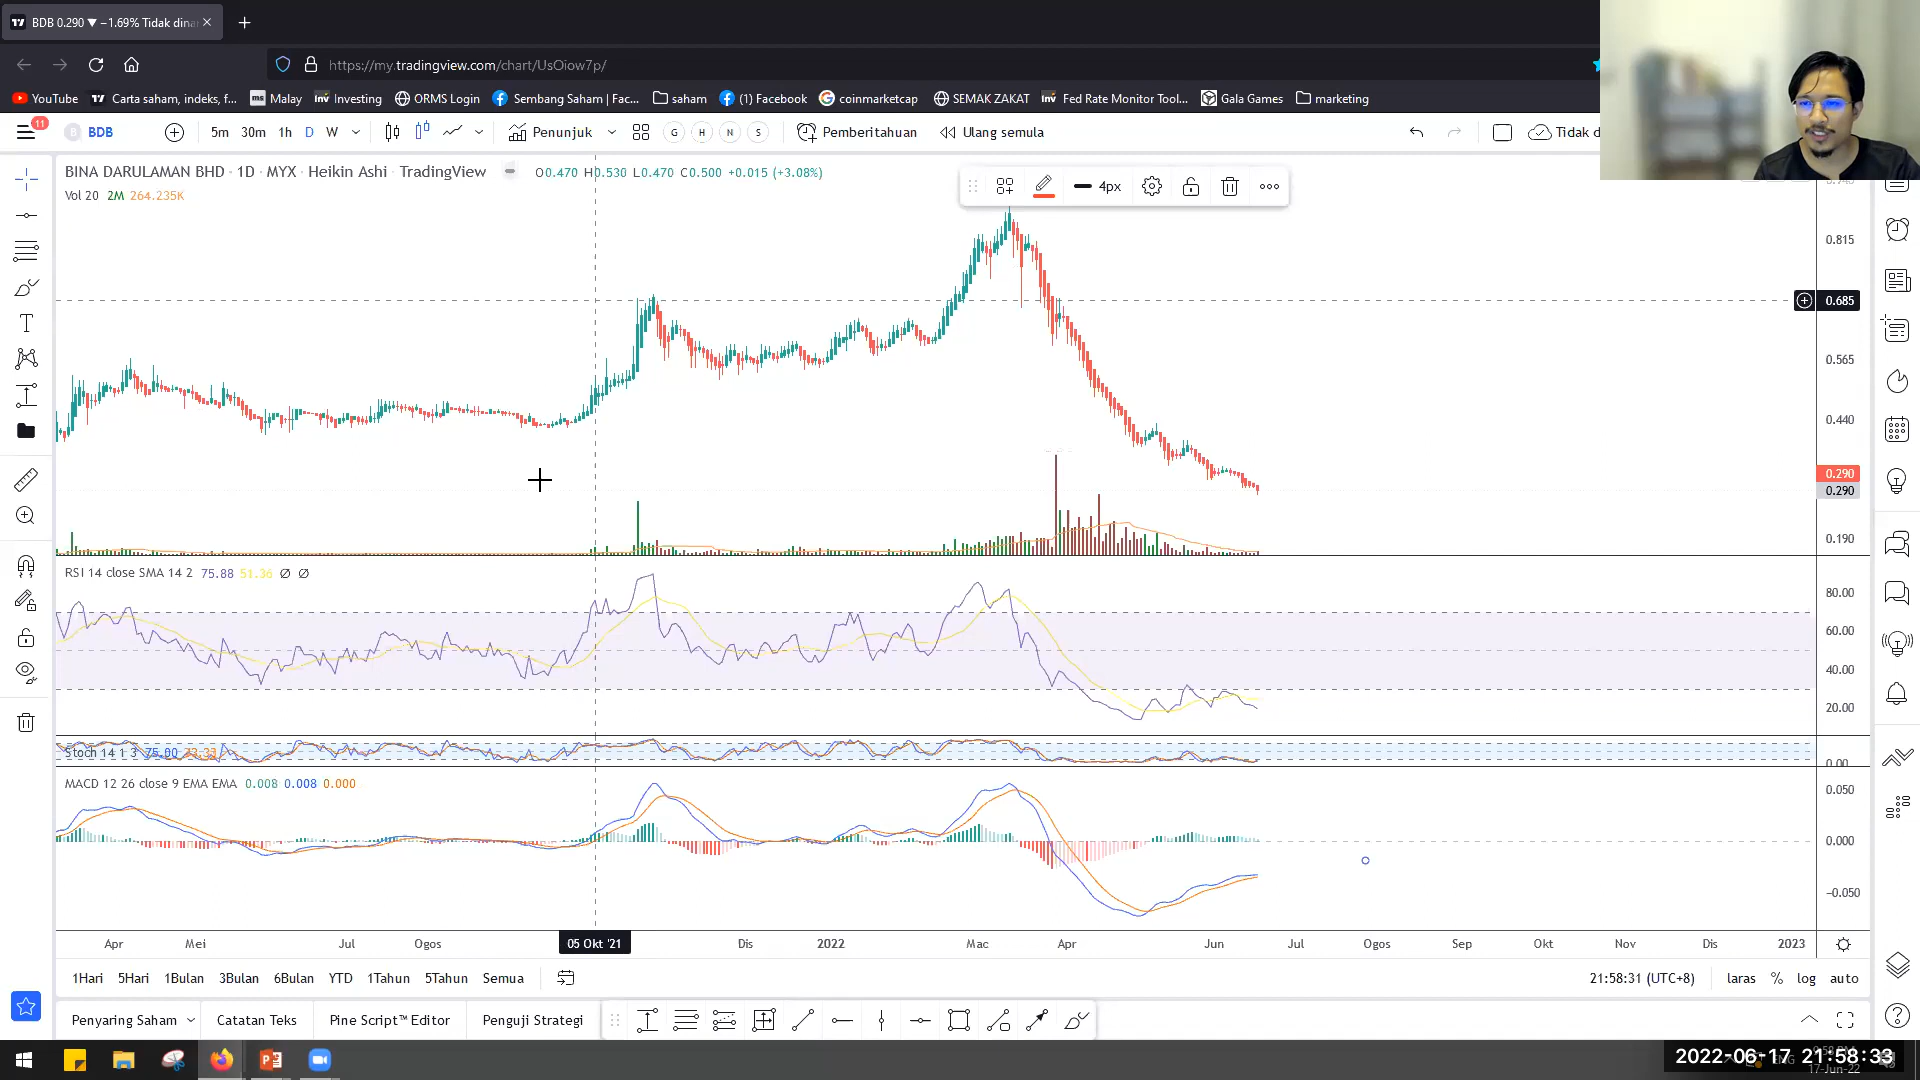 BDB 0.290 ▼ −1.69% Tidak dina
https://my.tradingview.com/chart/UsOiow7p/
YouTube Carta saham, indeks, f... Malay Investing ORMS Login Sembang Saham | Fac... saham (1) Facebook coinmarketcap SEMAK ZAKAT Fed Rate Monitor Tool... Gala Games marketing
11 B BDB 5m 30m 1h D W Penunjuk G H N S Pemberitahuan Ulang semula Tidak d
BINA DARULAMAN BHD · 1D · MYX · Heikin Ashi · TradingView O0.470 H0.530 L0.470 C0.500 +0.015 (+3.08%)
4px
Vol 20 2M 264.235K
0.815
0.685
0.565
0.440
0.290
0.290
0.190
RSI 14 close SMA 14 2 75.88 51.36 Ø Ø
80.00
60.00
40.00
20.00
Stoch 14 1 3 75.00 73.33
0.00
MACD 12 26 close 9 EMA EMA 0.008 0.008 0.000
0.050
0.000
−0.050
Apr Mei Jul Ogos 05 Okt '21 Dis 2022 Mac Apr Jun Jul Ogos Sep Okt Nov Dis 2023
1Hari 5Hari 1Bulan 3Bulan 6Bulan YTD 1Tahun 5Tahun Semua 21:58:31 (UTC+8) laras % log auto
Penyaring Saham Catatan Teks Pine Script™ Editor Penguji Strategi
2022-06-17 21:58:33
17-Jun-22